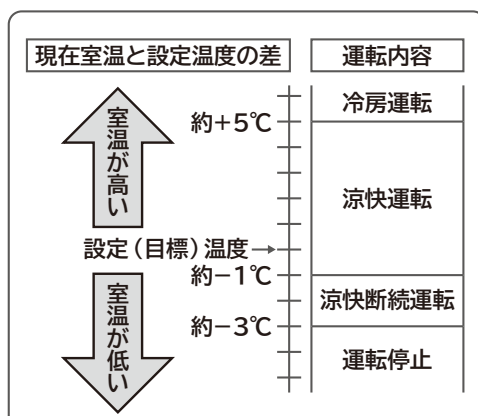 現在室温と設定温度の差
運転内容
室温が高い
約+5℃
設定(目標)温度→
約−1℃
約−3℃
室温が低い
冷房運転
涼快運転
涼快断続運転
運転停止